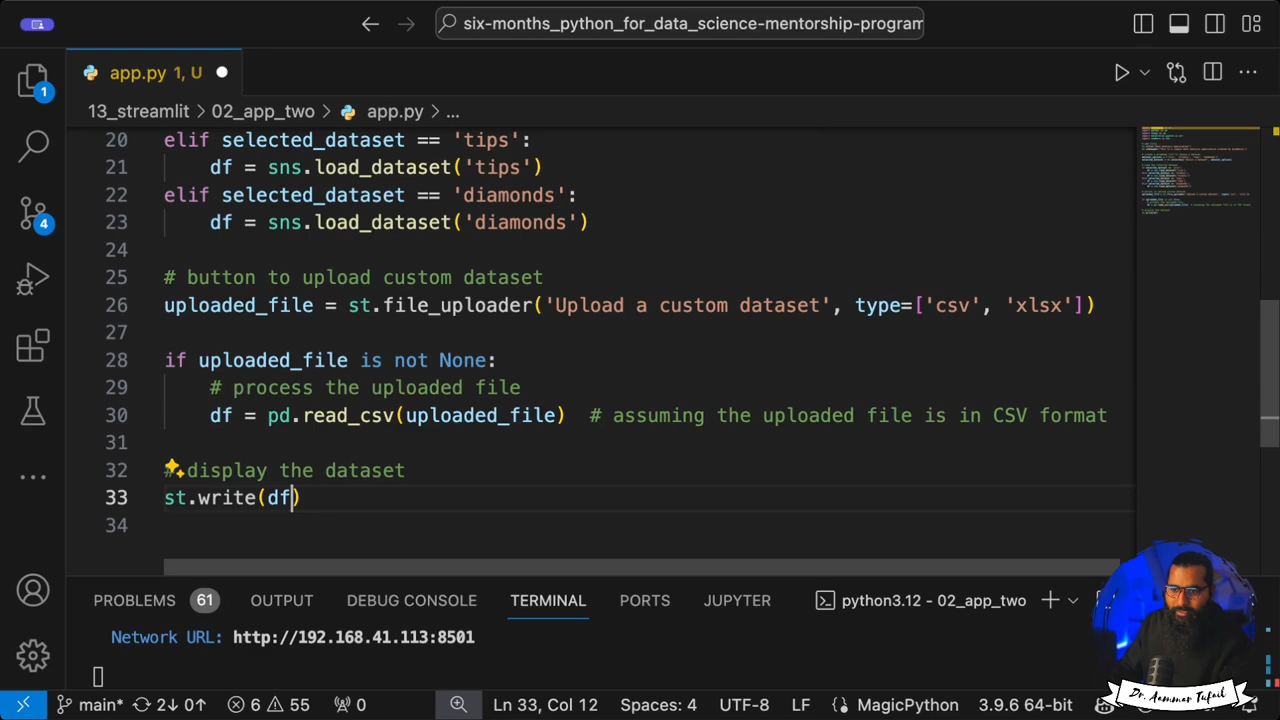 six-months_python_for_data_science-mentorship-program
app.py 1, U
13_streamlit > 02_app_two > app.py > ...
20 elif selected_dataset == 'tips':
21 df = sns.load_dataset('tips')
22 elif selected_dataset == 'diamonds':
23 df = sns.load_dataset('diamonds')
24
25 # button to upload custom dataset
26 uploaded_file = st.file_uploader('Upload a custom dataset', type=['csv', 'xlsx'])
27
28 if uploaded_file is not None:
29 # process the uploaded file
30 df = pd.read_csv(uploaded_file) # assuming the uploaded file is in CSV format
31
32 # display the dataset
33 st.write(df)
34
1
4
PROBLEMS 61 OUTPUT DEBUG CONSOLE TERMINAL PORTS JUPYTER python3.12 - 02_app_two
Network URL: http://192.168.41.113:8501
Dr. Aammar Tufail
main* 2↓ 0↑ 6 55 0 Ln 33, Col 12 Spaces: 4 UTF-8 LF MagicPython 3.9.6 64-bit